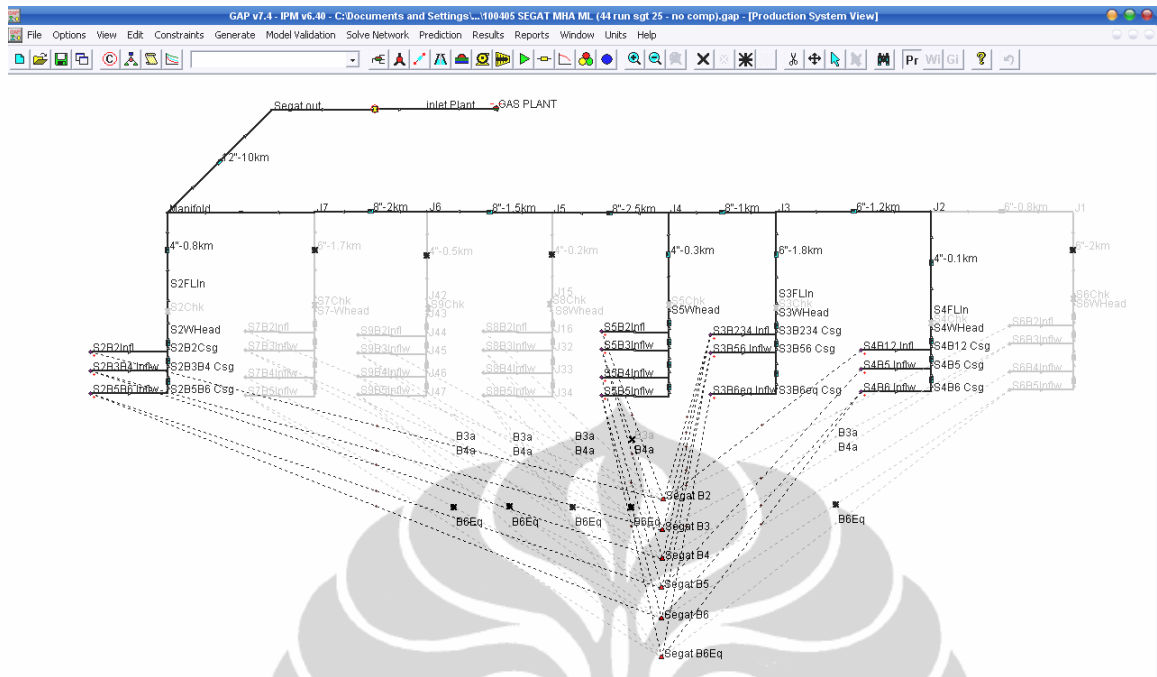 GAP v7.4 - IPM v6.40 - C:\Documents and Settings\...\100405 SEGAT MHA ML (44 run sgt 25 - no comp).gap - [Production System View]
File Options View Edit Constraints Generate Model Validation Solve Network Prediction Results Reports Window Units Help
Pr Wi Gi
Segat out inlet Plant GAS PLANT
12"-10km
Manifold J7 8"-2km J6 8"-1.5km J5 8"-2.5km J4 8"-1km J3 6"-1.2km J2 6"-0.8km J1
4"-0.8km 6"-1.7km 4"-0.5km 4"-0.2km 4"-0.3km 6"-1.8km 4"-0.1km 6"-2km
S2FLIn J42 J15 S3FLIn S4FLIn
S2Chk S7Chk S9Chk S8Chk S5Chk S3Chk S4Chk S6Chk
J43 S7-Whead S8Whead S5Whead S3WHead S4WHead S6WHead
S2WHead S7B2Infl S9B2Infl J44 S8B2Infl J16 S5B2Infl S3B234 Infl S3B234 Csg S6B2Infl
S2B2Infl S2B2Csg S7B3Inflw S9B3Inflw J45 S8B3Inflw J32 S5B3Inflw S3B56 Inflw S3B56 Csg S4B12 Infl S4B12 Csg S6B3Inflw
S2B3B4 Inflw S2B3B4 Csg S7B4Inflw S9B4Inflw J46 S8B4Inflw J33 S5B4Inflw S4B5 Inflw S4B5 Csg S6B4Inflw
S2B5B6 Inflw S2B5B6 Csg S7B5Inflw S9B5Inflw J47 S8B5Inflw J34 S5B5Inflw S3B6eq Inflw S3B6eq Csg S4B6 Inflw S4B6 Csg S6B5Inflw
B3a B3a B3a B3a B3a
B4a B4a B4a B4a B4a
Segat B2
B6Eq B6Eq B6Eq B6Eq B6Eq
Segat B3
Segat B4
Segat B5
Segat B6
Segat B6Eq